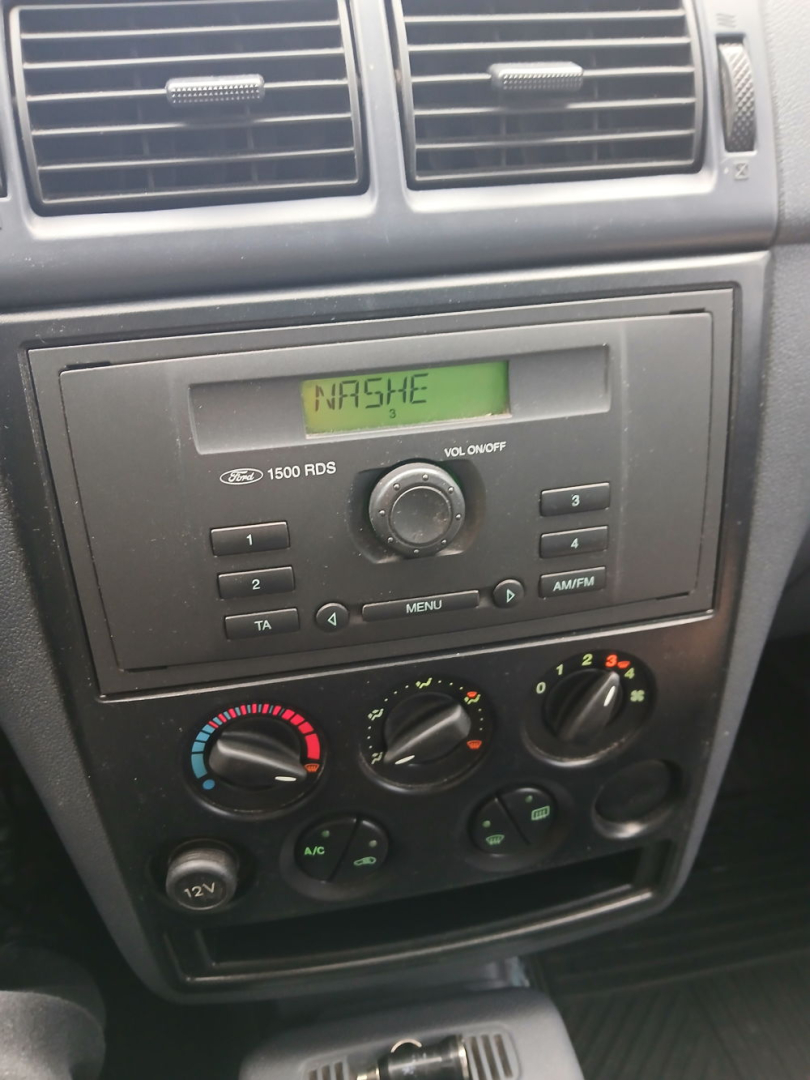 NASHE
3
VOL ON/OFF
Ford 1500 RDS
1
3
2
4
TA
MENU
AM/FM
0 1 2 3 4
A/C
12V